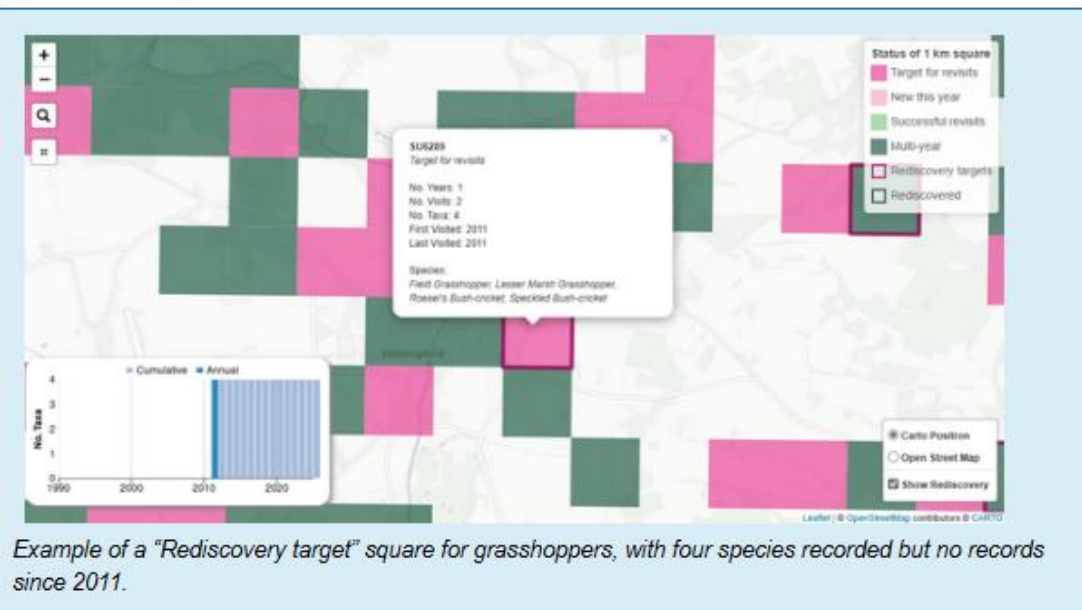 +
−
Status of 1 km square
Target for revisits
New this year
Successful revisits
Multi-year
Rediscovery targets
Rediscovered
×
SU6289
Target for revisits
No. Years: 1
No. Visits: 2
No. Taxa: 4
First Visited: 2011
Last Visited: 2011
Species:
Field Grasshopper, Lesser Marsh Grasshopper,
Roesel's Bush-cricket, Speckled Bush-cricket
Wallingford
Cumulative Annual
No. Taxa
4
3
2
1
0
1990 2000 2010 2020
Carto Positron
Open Street Map
Show Rediscovery
Leaflet | © OpenStreetMap contributors © CARTO
Example of a “Rediscovery target” square for grasshoppers, with four species recorded but no records
since 2011.